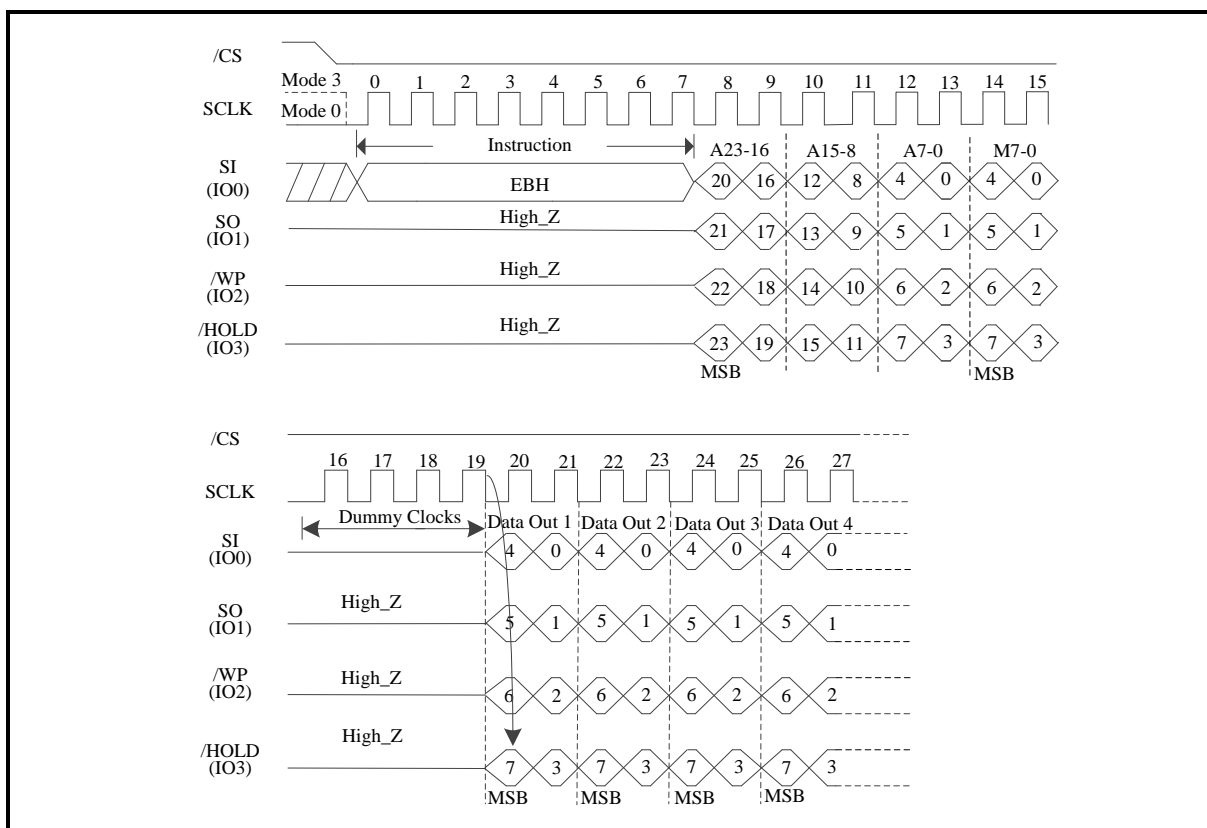 /CS
Mode 3
0 1 2 3 4 5 6 7 8 9 10 11 12 13 14 15
SCLK
Mode 0
Instruction
A23-16 A15-8 A7-0 M7-0
SI
(IO0)
EBH
20 16 12 8 4 0 4 0
SO
(IO1)
High_Z
21 17 13 9 5 1 5 1
/WP
(IO2)
High_Z
22 18 14 10 6 2 6 2
/HOLD
(IO3)
High_Z
23 19 15 11 7 3 7 3
MSB MSB
/CS
16 17 18 19 20 21 22 23 24 25 26 27
SCLK
Dummy Clocks
Data Out 1 Data Out 2 Data Out 3 Data Out 4
SI
(IO0)
4 0 4 0 4 0 4 0
SO
(IO1)
High_Z
5 1 5 1 5 1 5 1
/WP
(IO2)
High_Z
6 2 6 2 6 2 6 2
/HOLD
(IO3)
High_Z
7 3 7 3 7 3 7 3
MSB MSB MSB MSB